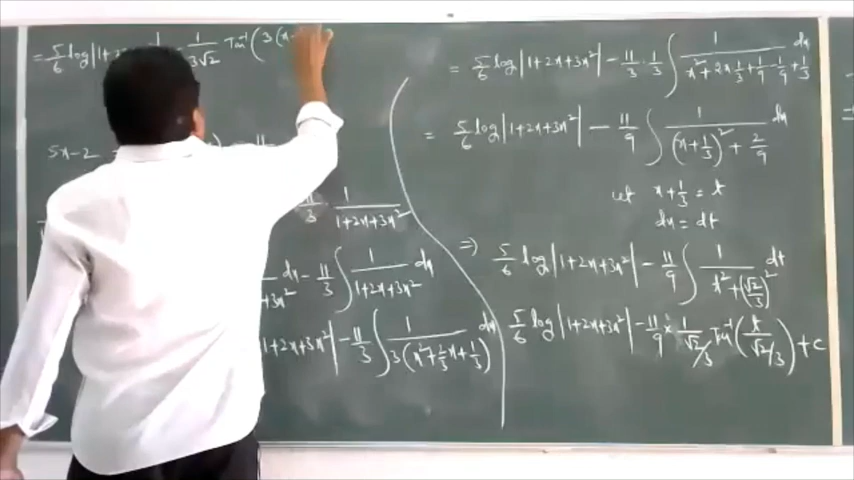 = 5/6 log|1+2x 1/3√2 Tan⁻¹ ( 3(x
5x-2
11/3 1/1+2x+3x²
dx - 11/3 ∫ 1/1+2x+3x² dx
1+2x+3x²| - 11/3 ∫ 1/3(x²+2/3x+1/3) dx
= 5/6 log|1+2x+3x²| - 11/3 · 1/3 ∫ 1/x²+2x 1/3+1/9-1/9+1/3 dx
= 5/6 log|1+2x+3x²| - 11/9 ∫ 1/(x+1/3)²+2/9 dx
Let x+1/3 = t
dx = dt
⇒ 5/6 log|1+2x+3x²| - 11/9 ∫ 1/t²+(√2/3)² dt
5/6 log|1+2x+3x²| - 11/9 × 1/√2/3 Tan⁻¹ (t/√2/3) + c